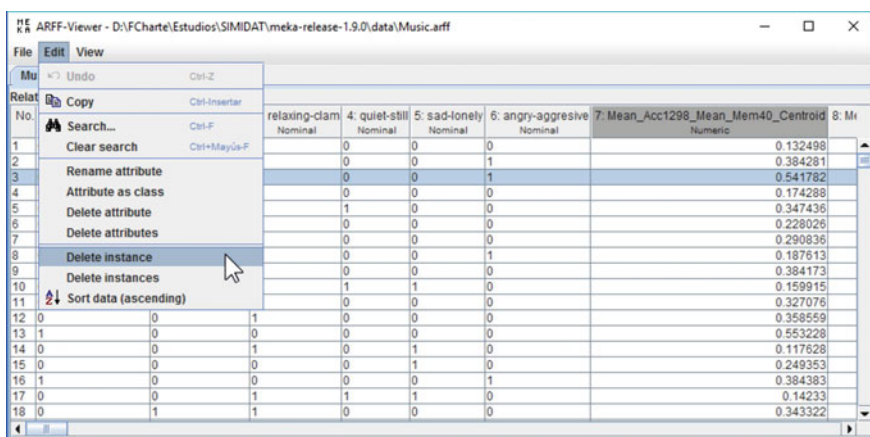 MEKA ARFF-Viewer - D:\FCharte\Estudios\SIMIDAT\meka-release-1.9.0\data\Music.arff
File Edit View
Mu
Undo Ctrl-Z
Relat
Copy Ctrl-Insertar
No. relaxing-clam 4: quiet-still 5: sad-lonely 6: angry-aggresive 7: Mean_Acc1298_Mean_Mem40_Centroid 8: Me
Nominal Nominal Nominal Nominal Numeric
Search... Ctrl-F
Clear search Ctrl+Mayús-F
Rename attribute
Attribute as class
Delete attribute
Delete attributes
Delete instance
Delete instances
Sort data (ascending)
1 0 0 0 0.132498
2 0 0 1 0.384281
3 0 0 1 0.541782
4 0 0 0 0.174288
5 1 0 0 0.347436
6 0 0 0 0.228026
7 0 0 0 0.290836
8 0 0 1 0.187613
9 0 0 0 0.384173
10 1 1 0 0.159915
11 0 0 0 0.327076
12 0 0 1 0 0 0 0.358559
13 1 0 0 0 0 0 0.553228
14 0 0 1 0 1 0 0.117628
15 0 0 0 0 1 0 0.249353
16 1 0 0 0 0 1 0.384383
17 0 0 1 1 1 0 0.14233
18 0 1 1 0 0 0 0.343322